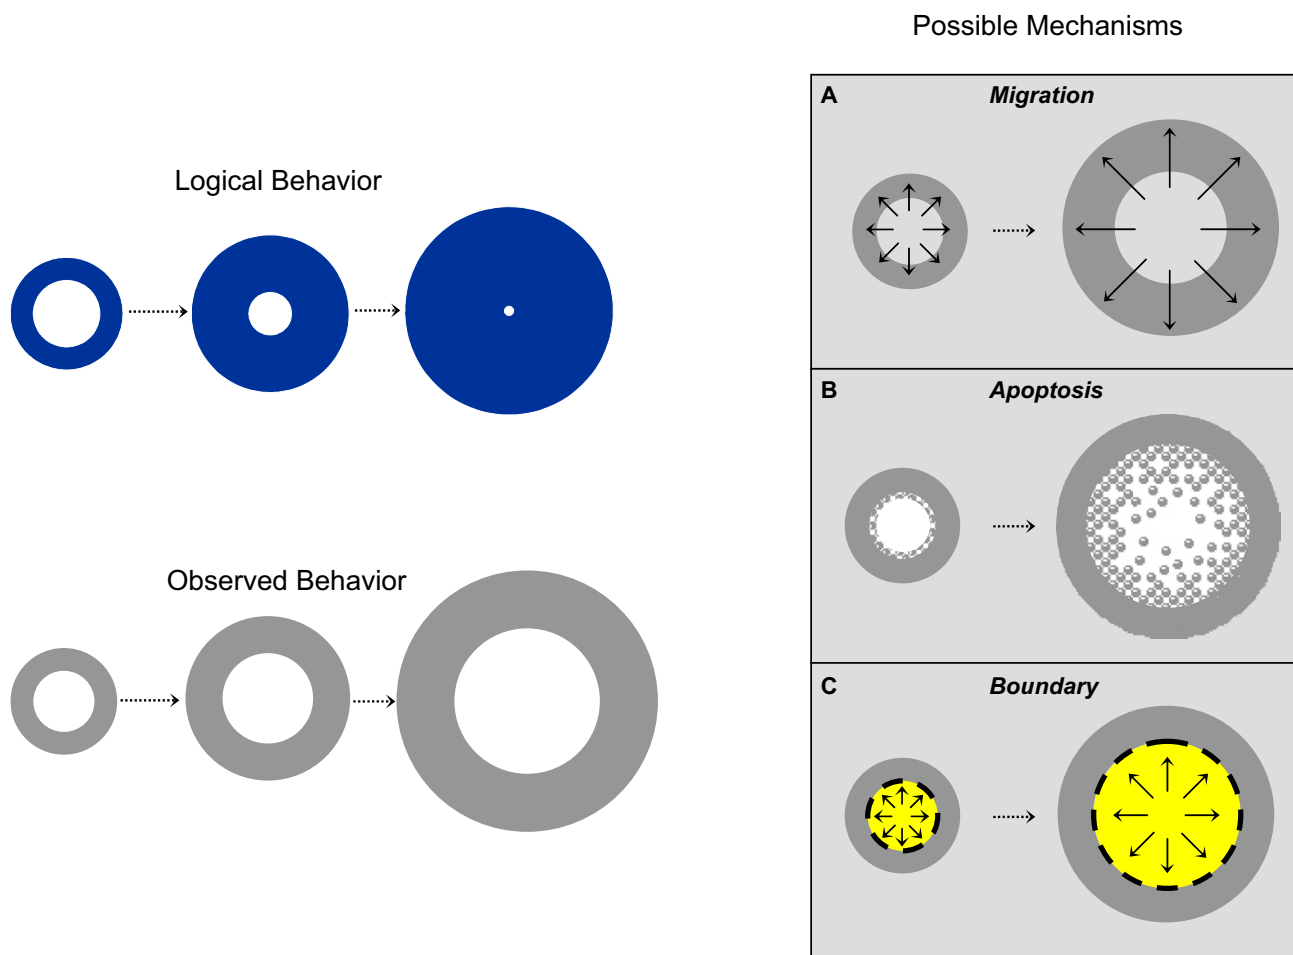 Possible Mechanisms
Logical Behavior
Observed Behavior
A Migration
B Apoptosis
C Boundary